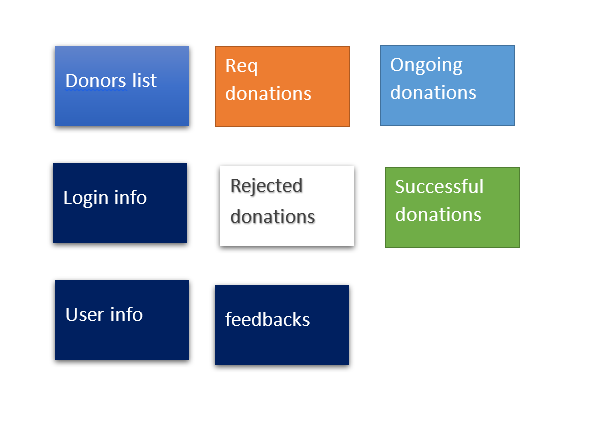 Donors list
Req
donations
Ongoing
donations
Login info
Rejected
donations
Successful
donations
User info
feedbacks